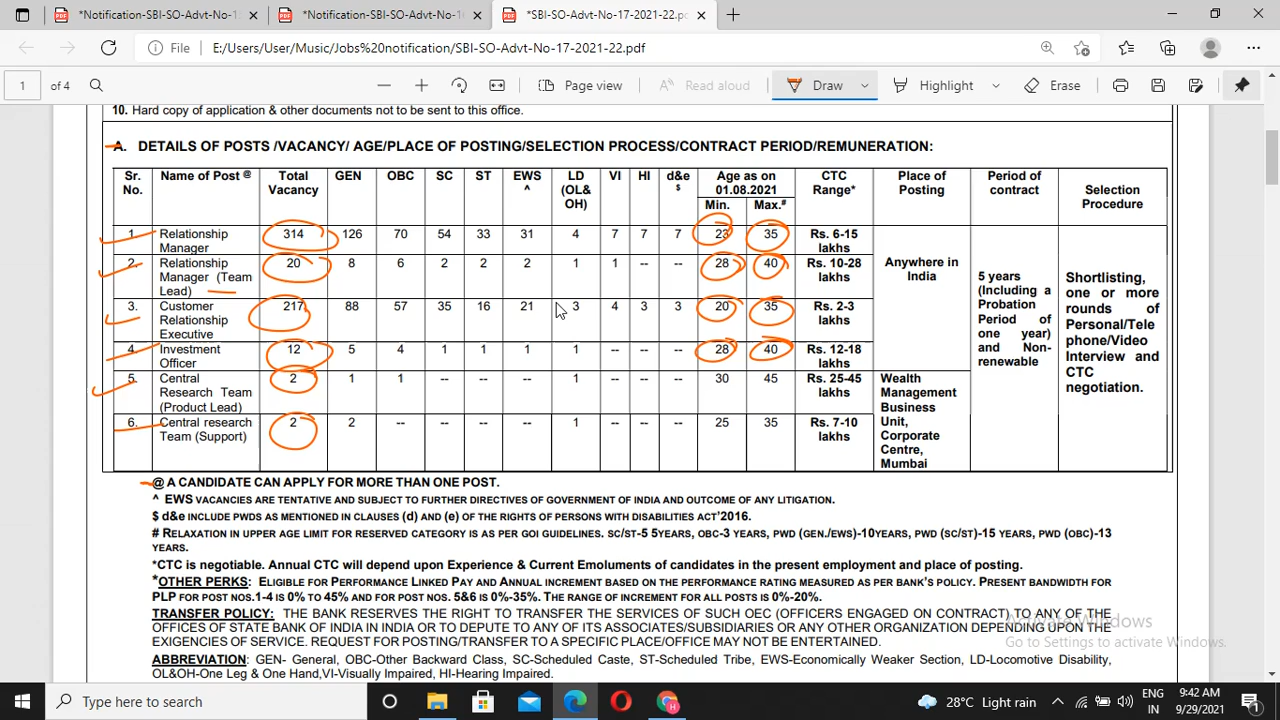 *Notification-SBI-SO-Advt-No-15
*Notification-SBI-SO-Advt-No-16
*SBI-SO-Advt-No-17-2021-22.pdf
File E:/Users/User/Music/Jobs%20notification/SBI-SO-Advt-No-17-2021-22.pdf
1 of 4 Page view Read aloud Draw Highlight Erase
10. Hard copy of application & other documents not to be sent to this office.
A. DETAILS OF POSTS /VACANCY/ AGE/PLACE OF POSTING/SELECTION PROCESS/CONTRACT PERIOD/REMUNERATION:
Sr. No. Name of Post @ Total Vacancy GEN OBC SC ST EWS ^ LD (OL& OH) VI HI d&e $ Age as on 01.08.2021 Min. Max.# CTC Range* Place of Posting Period of contract Selection Procedure
1. Relationship Manager 314 126 70 54 33 31 4 7 7 7 23 35 Rs. 6-15 lakhs
2. Relationship Manager (Team Lead) 20 8 6 2 2 2 1 1 -- -- 28 40 Rs. 10-28 lakhs
3. Customer Relationship Executive 217 88 57 35 16 21 3 4 3 3 20 35 Rs. 2-3 lakhs
4. Investment Officer 12 5 4 1 1 1 1 -- -- 28 40 Rs. 12-18 lakhs
Anywhere in India
5. Central Research Team (Product Lead) 2 1 1 -- -- -- 1 -- -- 30 45 Rs. 25-45 lakhs
6. Central research Team (Support) 2 2 -- -- -- -- 1 -- -- 25 35 Rs. 7-10 lakhs
Wealth Management Business Unit, Corporate Centre, Mumbai
5 years (Including a Probation Period of one year) and Non-renewable
Shortlisting, one or more rounds of Personal/Tele phone/Video Interview and CTC negotiation.
@ A CANDIDATE CAN APPLY FOR MORE THAN ONE POST.
^ EWS VACANCIES ARE TENTATIVE AND SUBJECT TO FURTHER DIRECTIVES OF GOVERNMENT OF INDIA AND OUTCOME OF ANY LITIGATION.
$ d&e INCLUDE PWDS AS MENTIONED IN CLAUSES (d) AND (e) OF THE RIGHTS OF PERSONS WITH DISABILITIES ACT'2016.
# RELAXATION IN UPPER AGE LIMIT FOR RESERVED CATEGORY IS AS PER GOI GUIDELINES. SC/ST-5 5YEARS, OBC-3 YEARS, PWD (GEN./EWS)-10YEARS, PWD (SC/ST)-15 YEARS, PWD (OBC)-13
YEARS.
*CTC is negotiable. Annual CTC will depend upon Experience & Current Emoluments of candidates in the present employment and place of posting.
*OTHER PERKS: ELIGIBLE FOR PERFORMANCE LINKED PAY AND ANNUAL INCREMENT BASED ON THE PERFORMANCE RATING MEASURED AS PER BANK'S POLICY. PRESENT BANDWIDTH FOR
PLP FOR POST NOS.1-4 IS 0% TO 45% AND FOR POST NOS. 5&6 IS 0%-35%. THE RANGE OF INCREMENT FOR ALL POSTS IS 0%-20%.
TRANSFER POLICY: THE BANK RESERVES THE RIGHT TO TRANSFER THE SERVICES OF SUCH OEC (OFFICERS ENGAGED ON CONTRACT) TO ANY OF THE
OFFICES OF STATE BANK OF INDIA IN INDIA OR TO DEPUTE TO ANY OF ITS ASSOCIATES/SUBSIDIARIES OR ANY OTHER ORGANIZATION DEPENDING UPON THE
EXIGENCIES OF SERVICE. REQUEST FOR POSTING/TRANSFER TO A SPECIFIC PLACE/OFFICE MAY NOT BE ENTERTAINED.
ABBREVIATION: GEN- General, OBC-Other Backward Class, SC-Scheduled Caste, ST-Scheduled Tribe, EWS-Economically Weaker Section, LD-Locomotive Disability,
OL&OH-One Leg & One Hand,VI-Visually Impaired, HI-Hearing Impaired.
Activate Windows
Go to Settings to activate Windows.
Type here to search
28°C Light rain
ENG IN
9:42 AM
9/29/2021
1